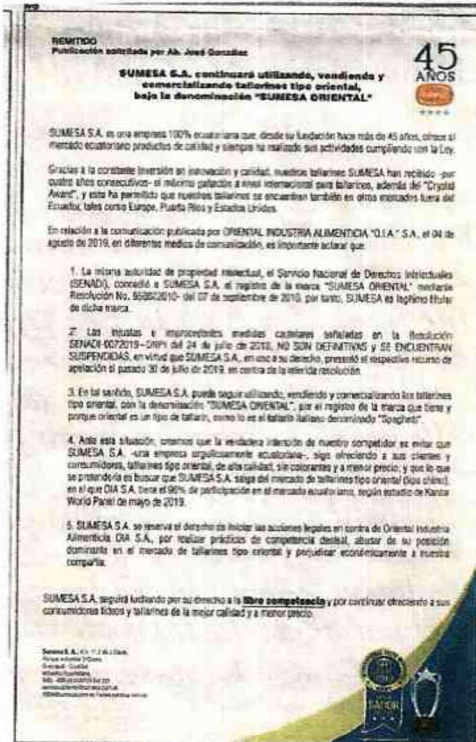 REMITIDO
Publicación solicitada por Ab. José González
45
AÑOS
SUMESA S.A. continuará utilizando, vendiendo y
comercializando tallarines tipo oriental,
bajo la denominación "SUMESA ORIENTAL"
SUMESA S.A. es una empresa 100% ecuatoriana que, desde su fundación hace más de 45 años, ofrece al
mercado ecuatoriano productos de calidad y siempre ha realizado sus actividades cumpliendo con la Ley.
Gracias a la constante inversión en innovación y calidad, nuestros tallarines SUMESA han recibido -por
cuatro años consecutivos- el máximo galardón a nivel internacional para tallarines, además del "Crystal
Award", y esto ha permitido que nuestros tallarines se encuentren también en otros mercados fuera del
Ecuador, tales como Europa, Puerto Rico y Estados Unidos.
En relación a la comunicación publicada por ORIENTAL INDUSTRIA ALIMENTICIA "O.I.A." S.A., el 04 de
agosto de 2019, en diferentes medios de comunicación, es importante aclarar que:
1. La misma autoridad de propiedad intelectual, el Servicio Nacional de Derechos Intelectuales
(SENADI), concedió a SUMESA S.A. el registro de la marca "SUMESA ORIENTAL" mediante
Resolución No. del 07 de septiembre de 2010, por tanto, SUMESA es legítimo titular
de dicha marca.
2. Las injustas e improcedentes medidas cautelares señaladas en la Resolución
del 24 de julio de 2019, NO SON DEFINITIVAS y SE ENCUENTRAN
SUSPENDIDAS, en virtud que SUMESA S.A., en uso a su derecho, presentó el respectivo recurso de
apelación el pasado 30 de julio de 2019, en contra de la referida resolución.
3. En tal sentido, SUMESA S.A. puede seguir utilizando, vendiendo y comercializando los tallarines
tipo oriental, con la denominación "SUMESA ORIENTAL", por el registro de la marca que tiene y
porque oriental es un tipo de tallarín, como lo es el tallarín italiano denominado "Spaghetti".
4. Ante esta situación, creemos que la verdadera intención de nuestro competidor es evitar que
SUMESA S.A. -una empresa orgullosamente ecuatoriana-, siga ofreciendo a sus clientes y
consumidores, tallarines tipo oriental, de alta calidad, sin colorantes y a menor precio; y que lo que
se pretendería es buscar que SUMESA S.A. salga del mercado de tallarines tipo oriental (tipo chino),
en el que OIA S.A. tiene el 96% de participación en el mercado ecuatoriano, según estudio de Kantar
World Panel de mayo de 2019.
5. SUMESA S.A. se reserva el derecho de iniciar las acciones legales en contra de Oriental Industria
Alimenticia OIA S.A., por realizar prácticas de competencia desleal, abusar de su posición
dominante en el mercado de tallarines tipo oriental y perjudicar económicamente a nuestra
compañía.
SUMESA S.A. seguirá luchando por su derecho a la libre competencia y por continuar ofreciendo a sus
consumidores fideos y tallarines de la mejor calidad y a menor precio.
Sumesa S. A.
SABOR